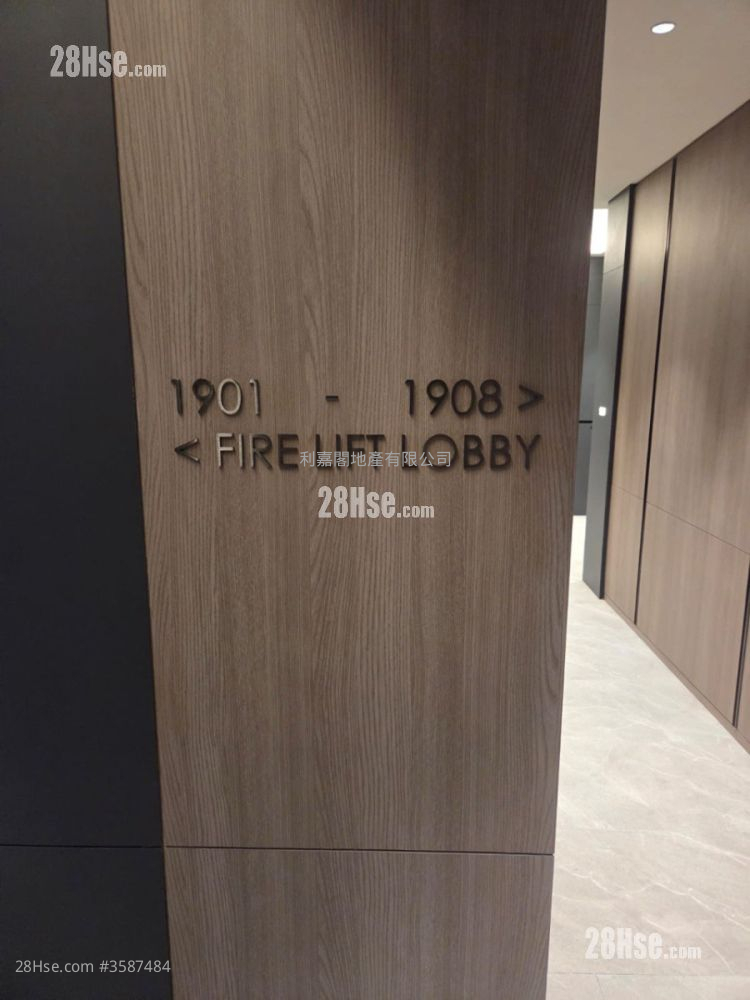 28Hse.com
1901 - 1908 >
< FIRE LIFT LOBBY
利嘉閣地產有限公司
28Hse.com
28Hse.com
28Hse.com #3587484